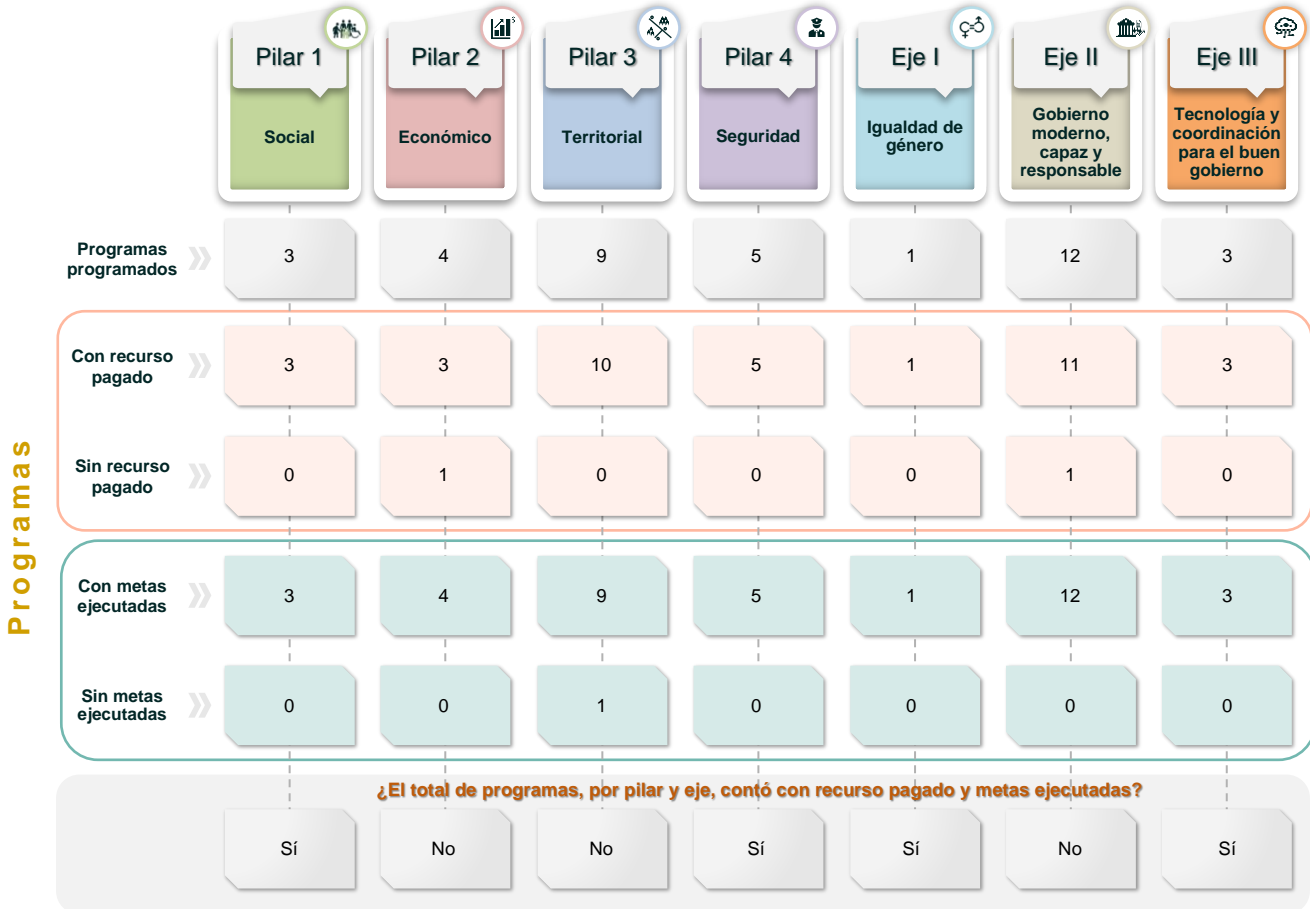 Pilar 1
Pilar 2
Pilar 3
Pilar 4
Eje I
Eje II
Eje III
Social
Económico
Territorial
Seguridad
Igualdad de
género
Gobierno
moderno,
capaz y
responsable
Tecnología y
coordinación
para el buen
gobierno
Programas
Programas
programados
3 4 9 5 1 12 3
Con recurso
pagado
3 3 10 5 1 11 3
Sin recurso
pagado
0 1 0 0 0 1 0
Con metas
ejecutadas
3 4 9 5 1 12 3
Sin metas
ejecutadas
0 0 1 0 0 0 0
¿El total de programas, por pilar y eje, contó con recurso pagado y metas ejecutadas?
Sí No No Sí Sí No Sí